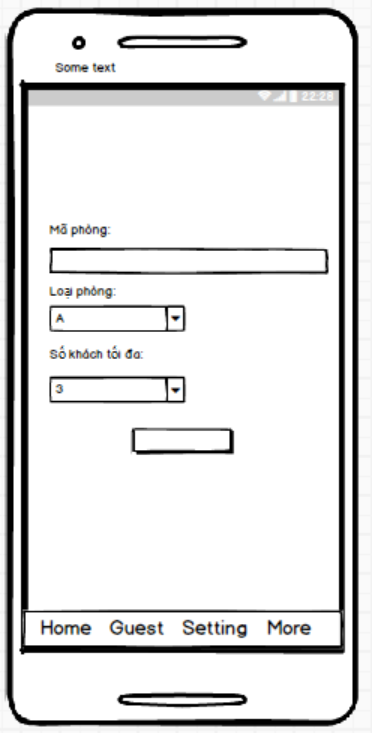 Some text
22:28
Mã phòng:
Loại phòng:
A
Số khách tối đa:
3
Home Guest Setting More